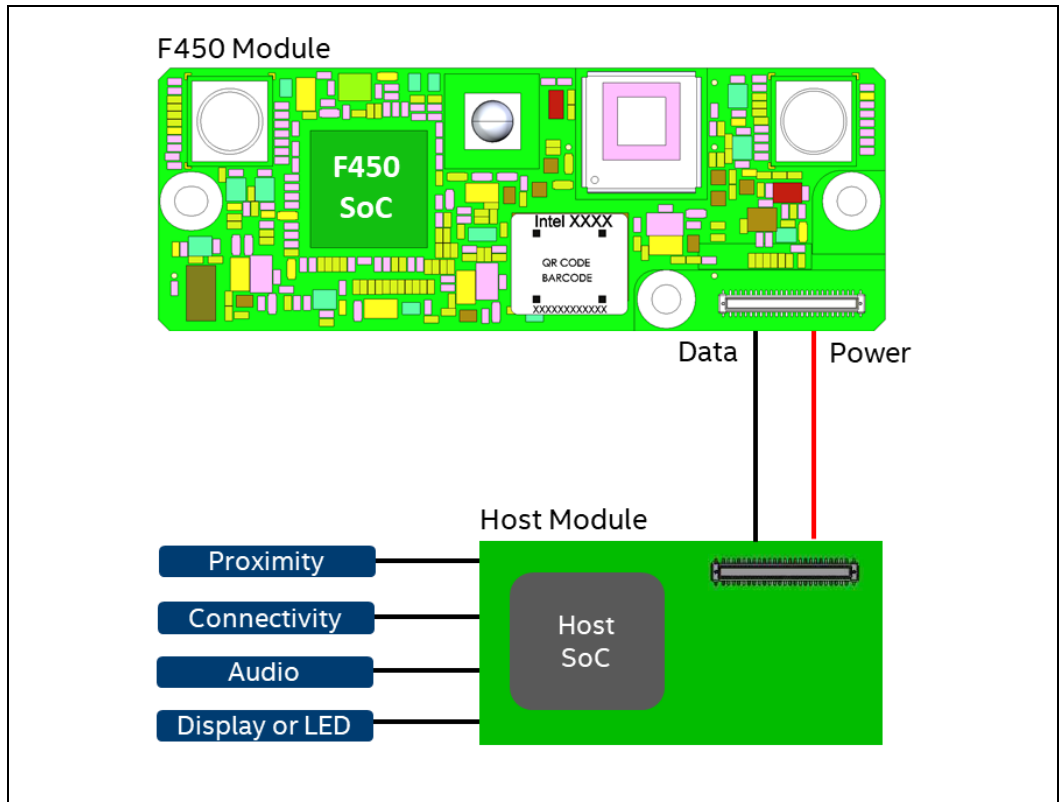 F450 Module
F450
SoC
Intel XXXX
QR CODE
BARCODE
XXXXXXXXXXXX
Data
Power
Host Module
Proximity
Connectivity
Audio
Display or LED
Host
SoC